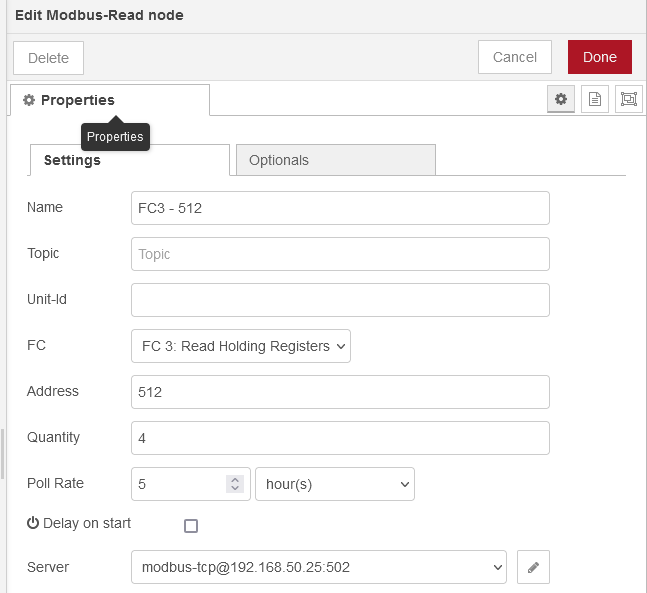 Edit Modbus-Read node
Delete
Cancel
Done
Properties
Properties
Settings
Optionals
Name
FC3 - 512
Topic
Topic
Unit-Id
FC
FC 3: Read Holding Registers
Address
512
Quantity
4
Poll Rate
5
hour(s)
Delay on start
Server
modbus-tcp@192.168.50.25:502